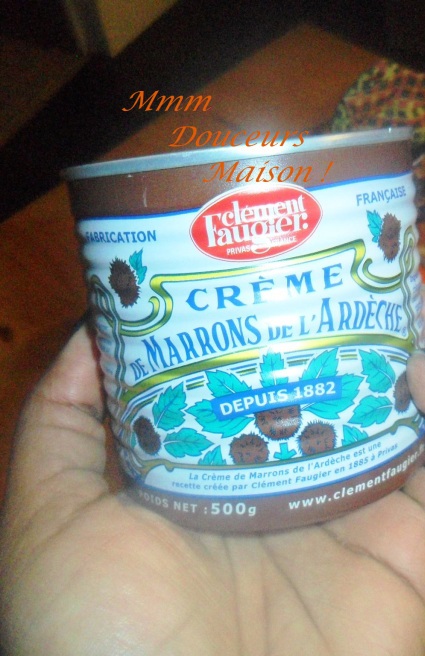 Mmm
Douceurs
Maison !
clément
Faugier
PRIVAS FRANCE
FABRICATION
FRANÇAISE
CRÈME
DE MARRONS DE L'ARDÈCHE
DEPUIS 1882
La Crème de Marrons de l'Ardèche est une
recette créée par Clément Faugier en 1885 à Privas
POIDS NET : 500g
www.clementfaugier.